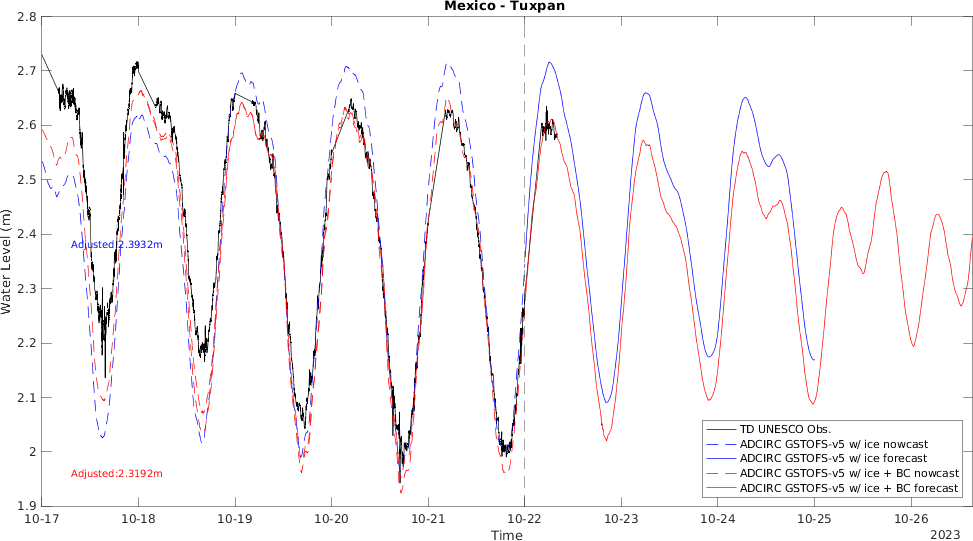 Mexico - Tuxpan
Water Level (m)
2.8
2.7
2.6
2.5
2.4
2.3
2.2
2.1
2
1.9
Adjusted:2.3932m
Adjusted:2.3192m
TD UNESCO Obs.
ADCIRC GSTOFS-v5 w/ ice nowcast
ADCIRC GSTOFS-v5 w/ ice forecast
ADCIRC GSTOFS-v5 w/ ice + BC nowcast
ADCIRC GSTOFS-v5 w/ ice + BC forecast
10-17 10-18 10-19 10-20 10-21 10-22 10-23 10-24 10-25 10-26
Time
2023